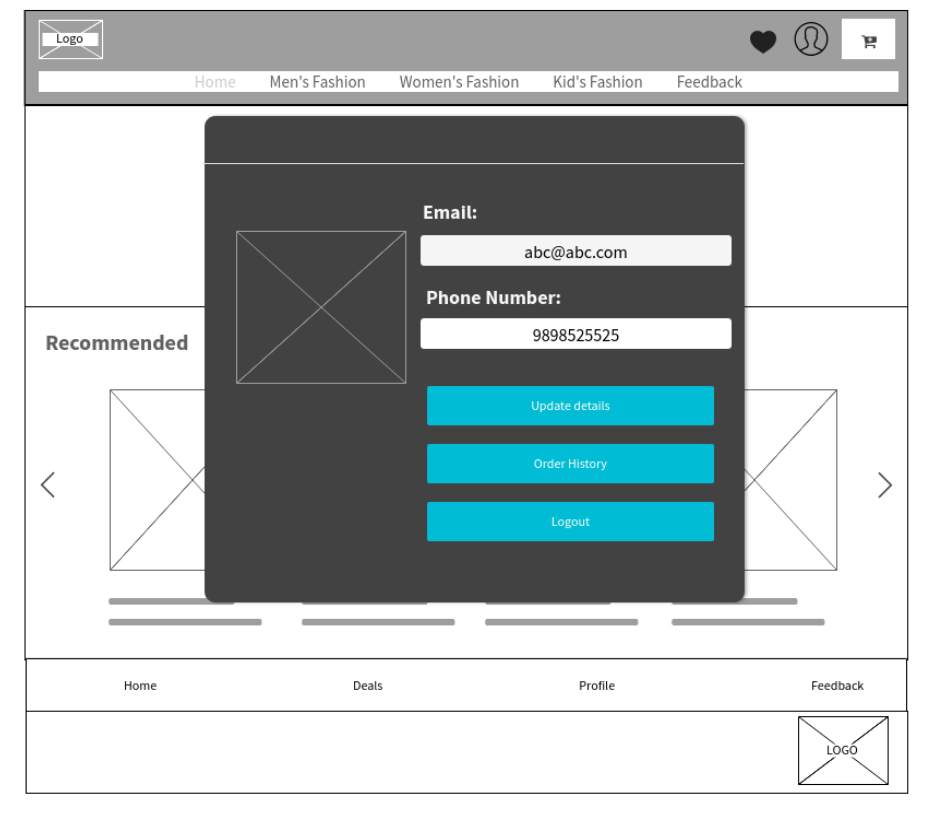 Logo
Home Men's Fashion Women's Fashion Kid's Fashion Feedback
Email:
abc@abc.com
Phone Number:
9898525525
Recommended
Update details
Order History
Logout
Home Deals Profile Feedback
LOGO